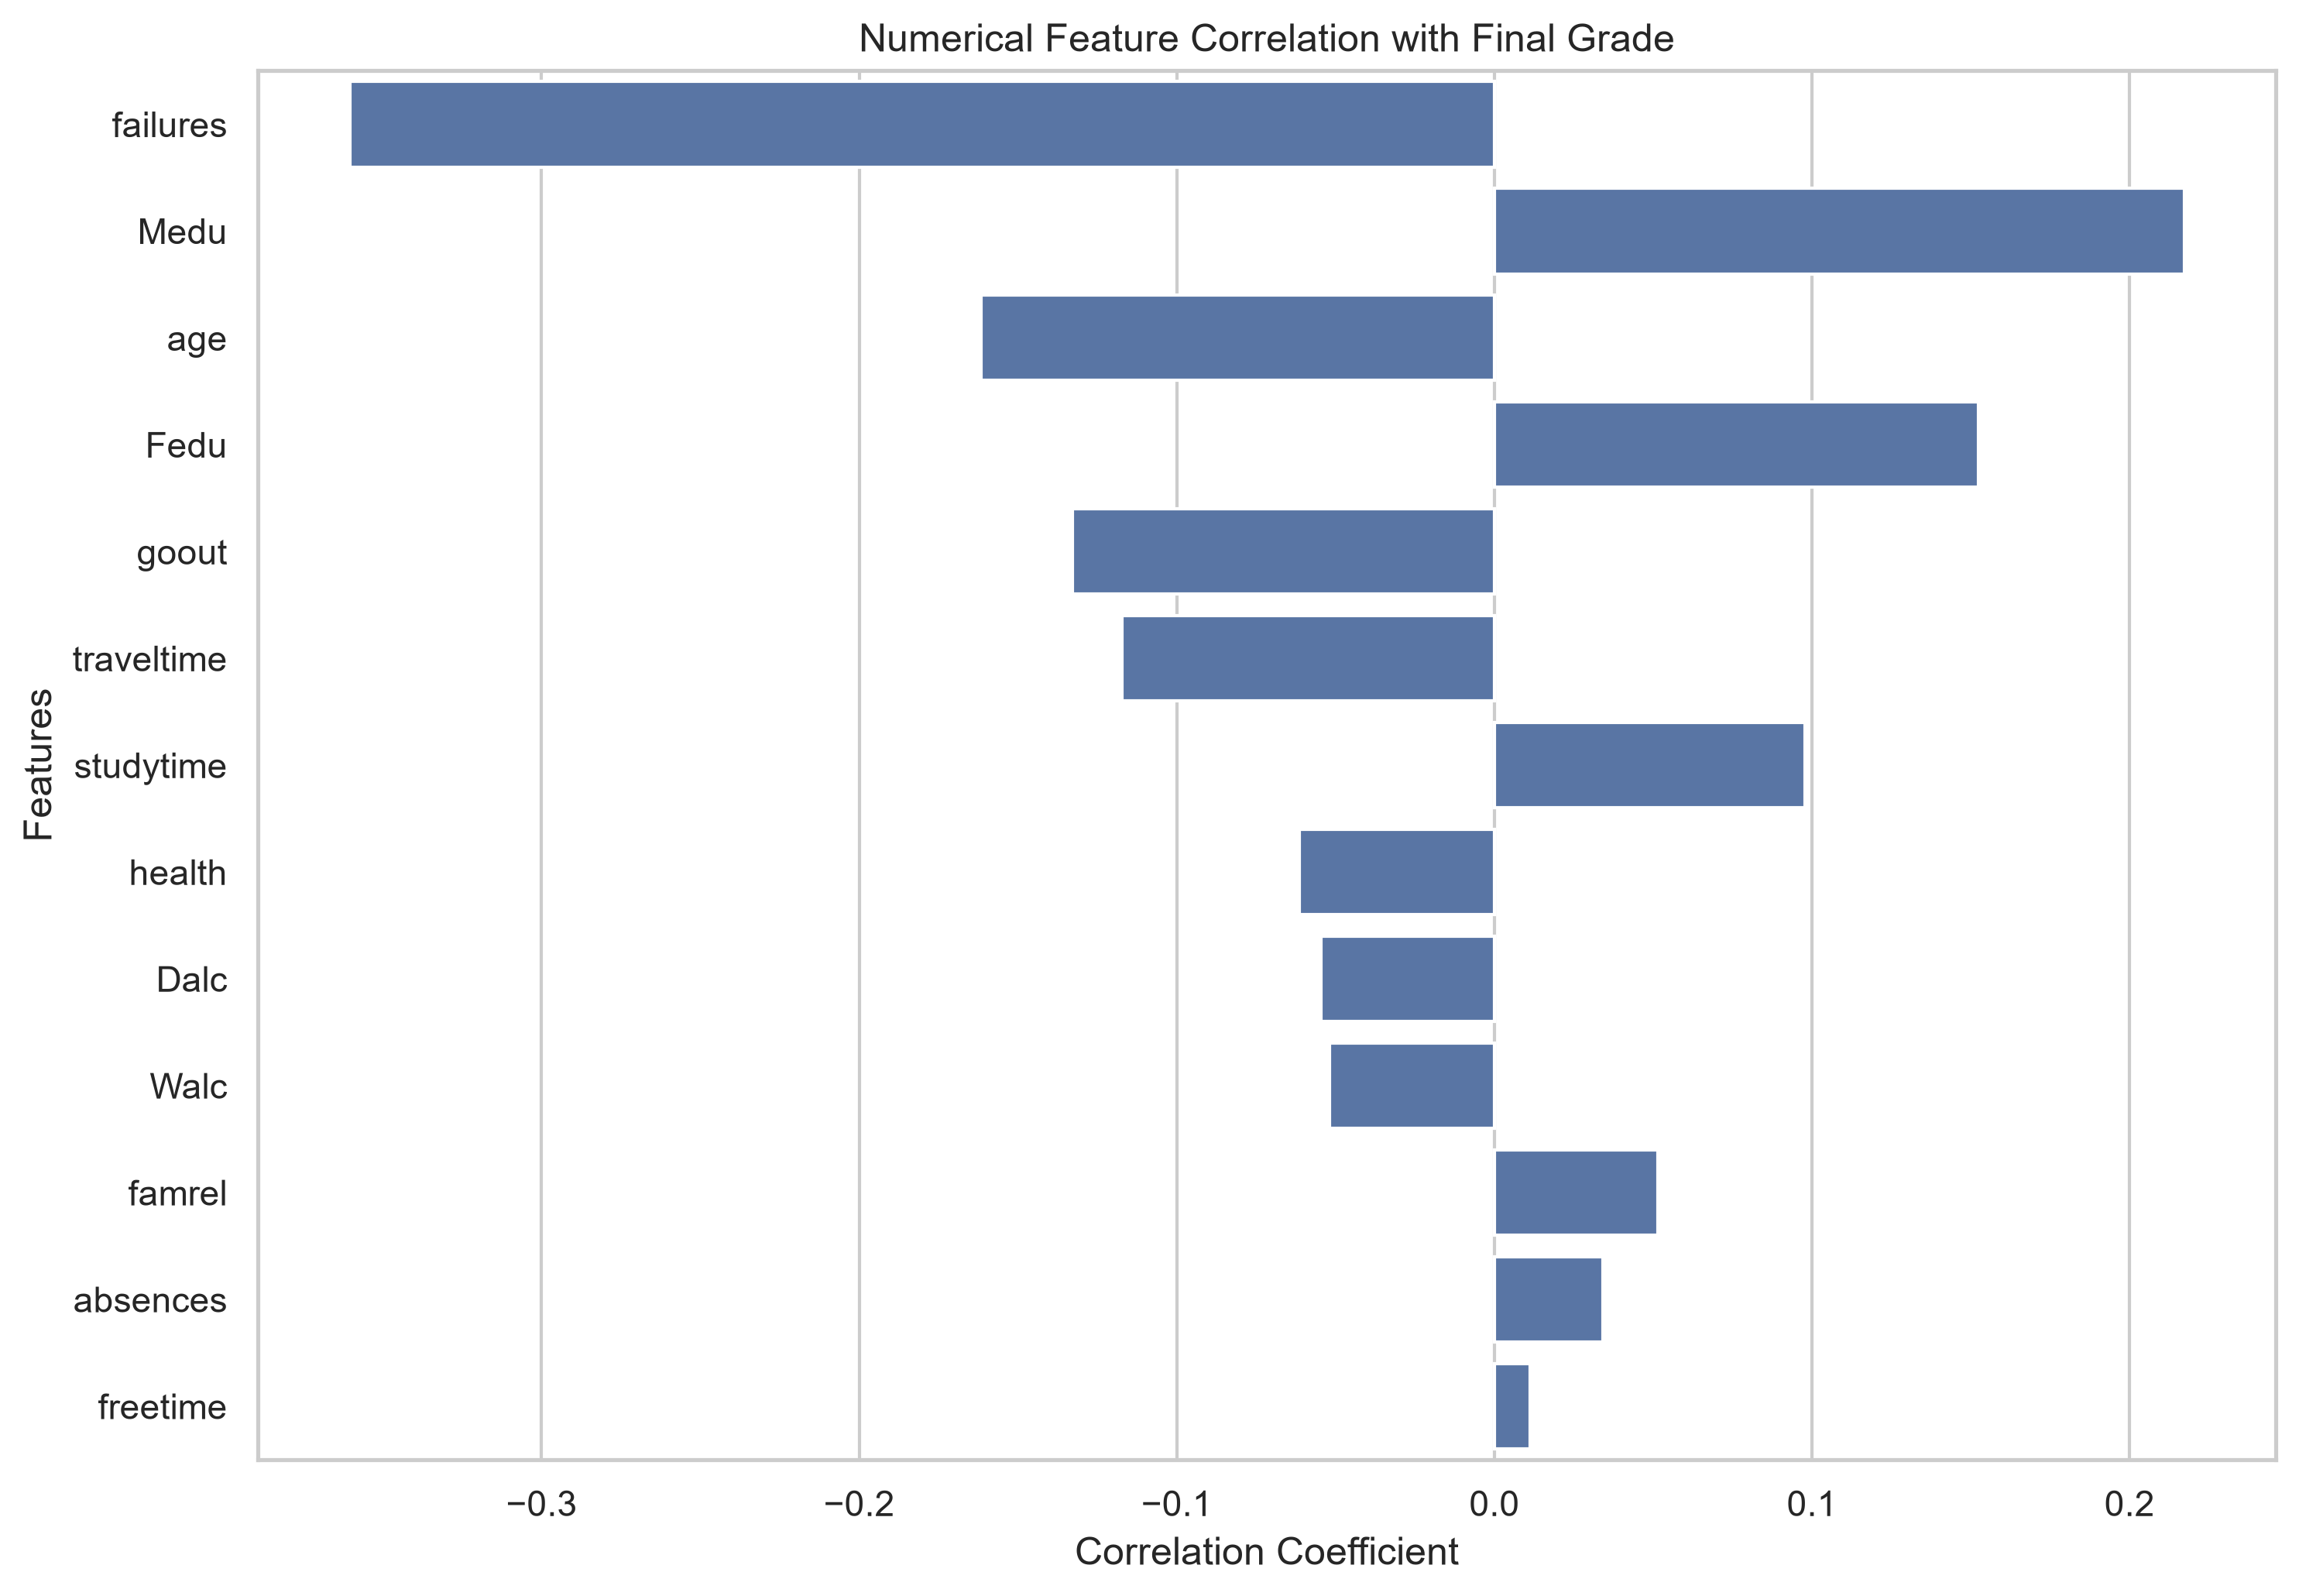 Numerical Feature Correlation with Final Grade
failures
Medu
age
Fedu
goout
traveltime
studytime
health
Dalc
Walc
famrel
absences
freetime
Features
−0.3 −0.2 −0.1 0.0 0.1 0.2
Correlation Coefficient